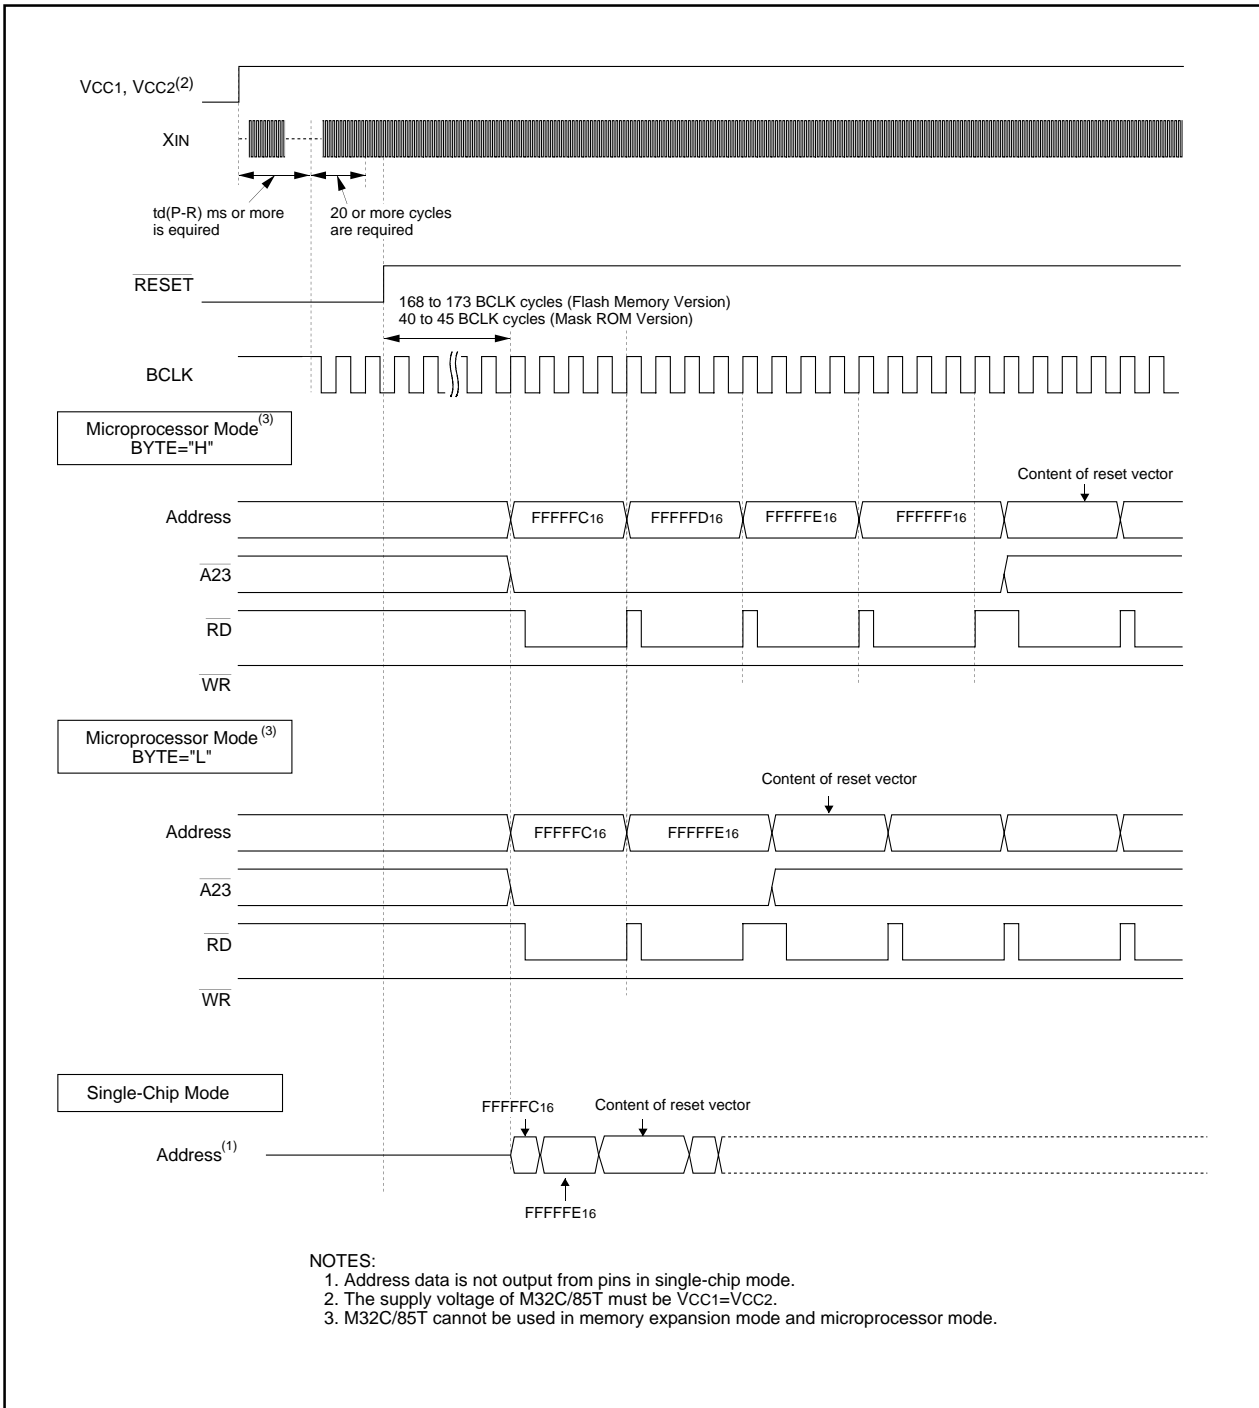 VCC1, VCC2(2)
XIN
td(P-R) ms or more
is equired
20 or more cycles
are required
RESET
168 to 173 BCLK cycles (Flash Memory Version)
40 to 45 BCLK cycles (Mask ROM Version)
BCLK
Microprocessor Mode(3)
BYTE="H"
Content of reset vector
Address
FFFFFC16
FFFFFD16
FFFFFE16
FFFFFF16
A23
RD
WR
Microprocessor Mode(3)
BYTE="L"
Content of reset vector
Address
FFFFFC16
FFFFFE16
A23
RD
WR
Single-Chip Mode
FFFFFC16
Content of reset vector
Address(1)
FFFFFE16
NOTES:
1. Address data is not output from pins in single-chip mode.
2. The supply voltage of M32C/85T must be VCC1=VCC2.
3. M32C/85T cannot be used in memory expansion mode and microprocessor mode.